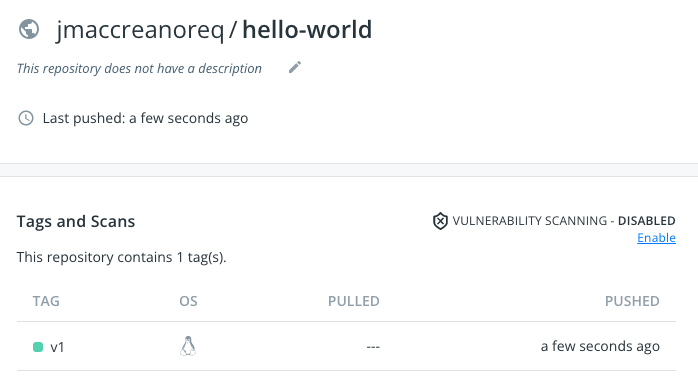 jmaccreanoreq / hello-world
This repository does not have a description
Last pushed: a few seconds ago
Tags and Scans
VULNERABILITY SCANNING - DISABLED
Enable
This repository contains 1 tag(s).
TAG OS PULLED PUSHED
v1 --- a few seconds ago